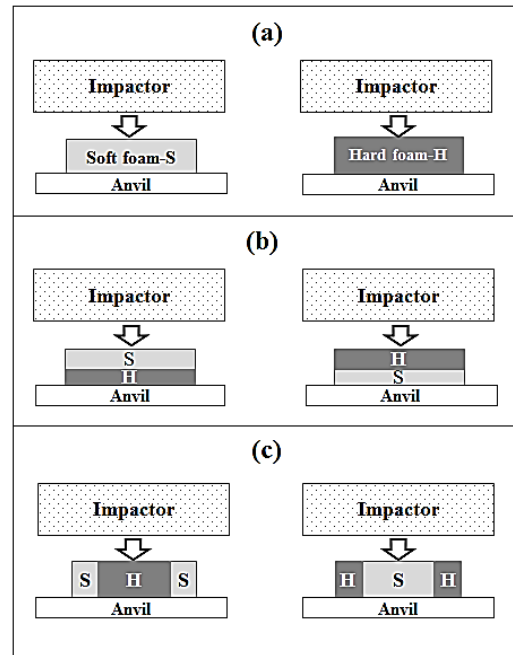 (a)
Impactor Impactor
Soft foam-S Hard foam-H
Anvil Anvil
(b)
Impactor Impactor
S H
H S
Anvil Anvil
(c)
Impactor Impactor
S H S H S H
Anvil Anvil